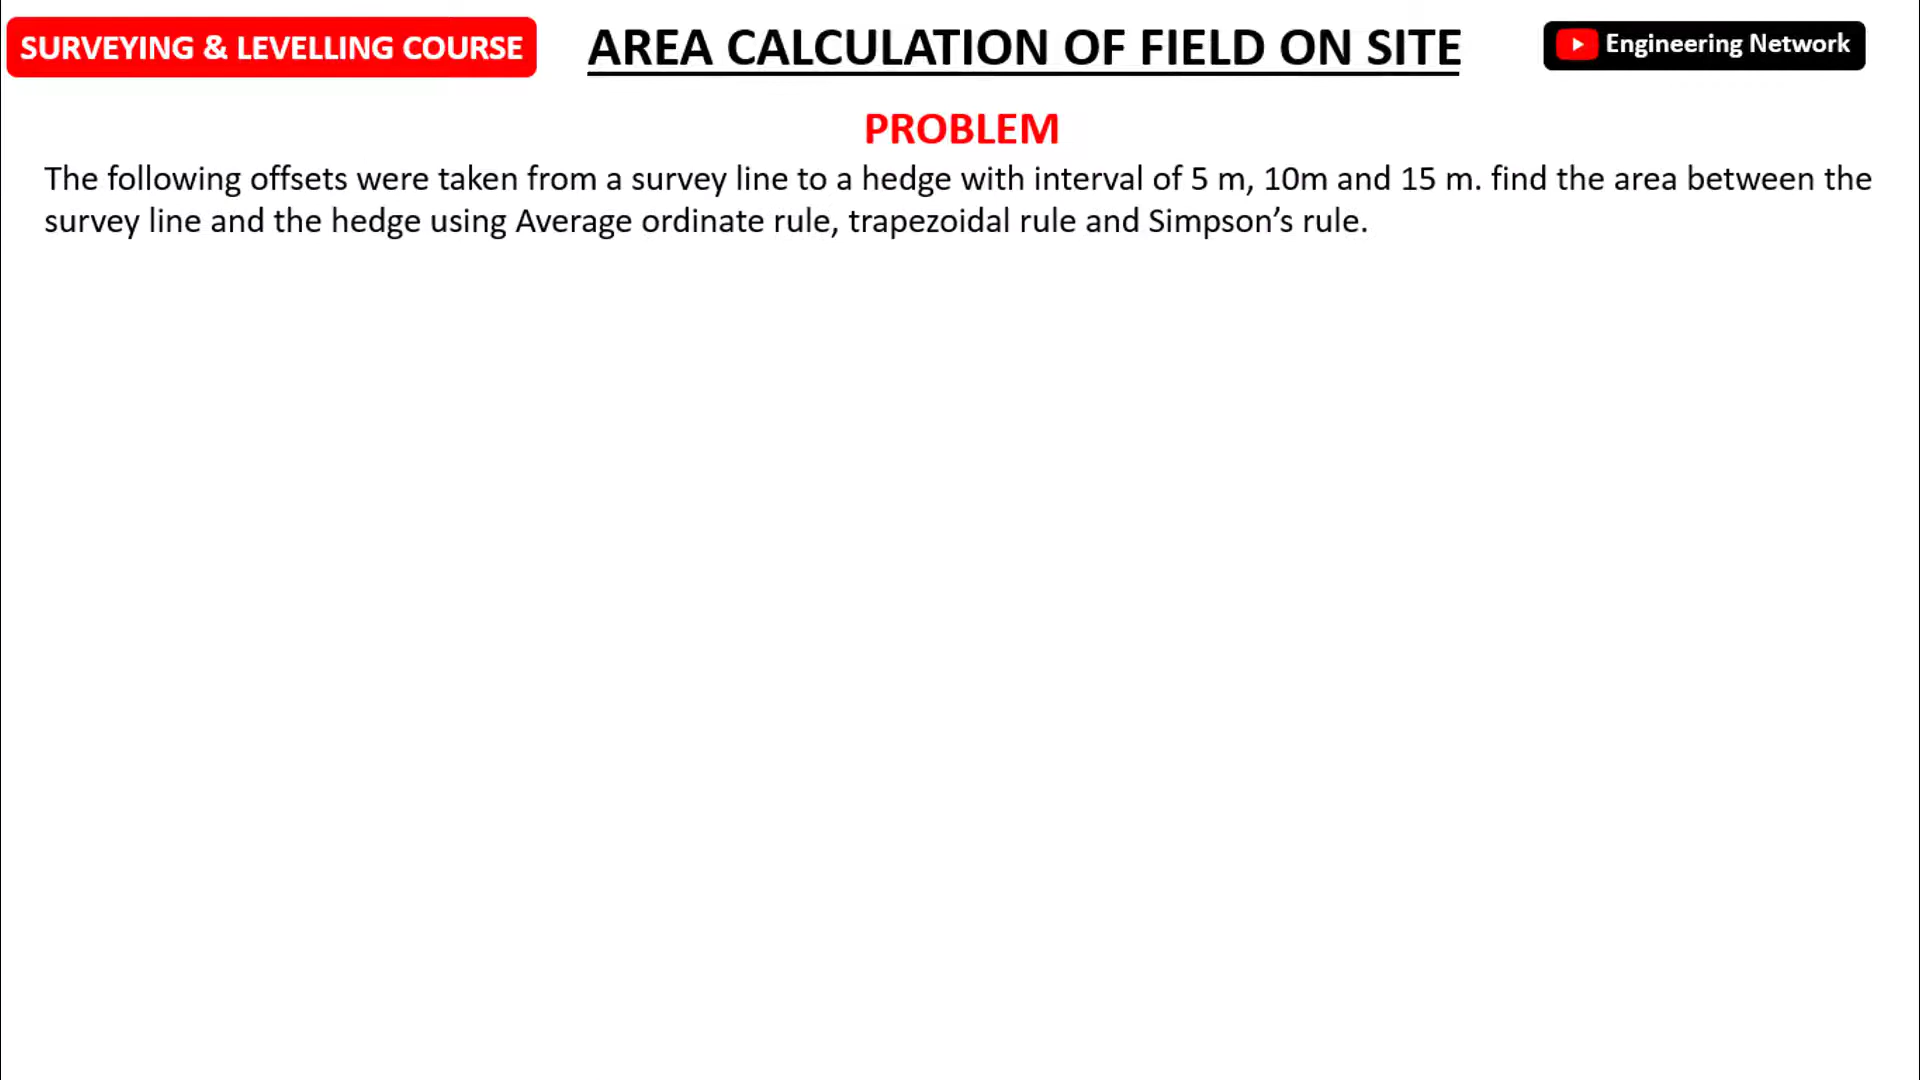 SURVEYING & LEVELLING COURSE
AREA CALCULATION OF FIELD ON SITE
Engineering Network
PROBLEM
The following offsets were taken from a survey line to a hedge with interval of 5 m, 10m and 15 m. find the area between the
survey line and the hedge using Average ordinate rule, trapezoidal rule and Simpson’s rule.